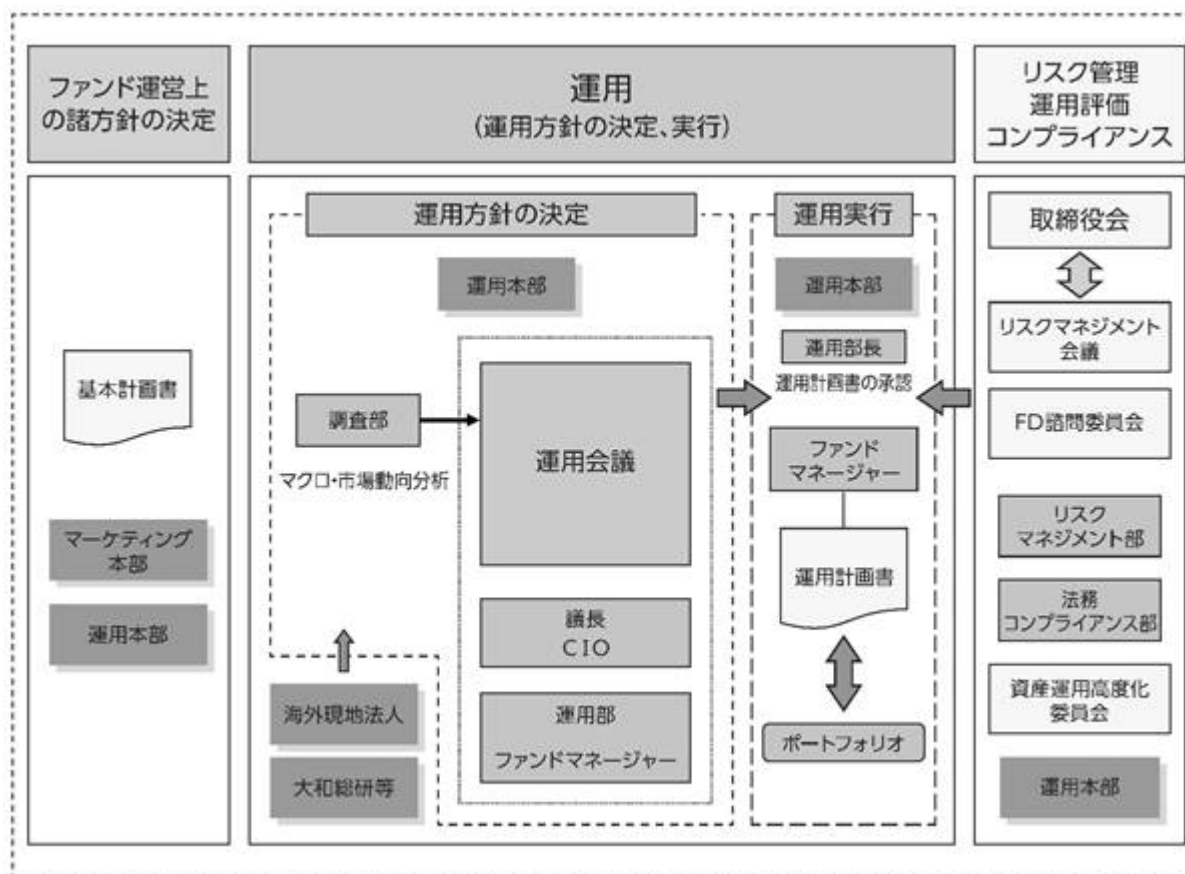 ファンド運営上
の諸方針の決定
基本計画書
マーケティング
本部
運用本部
運用
(運用方針の決定、実行)
運用方針の決定
運用本部
調査部
マクロ・市場動向分析
運用会議
議長
CIO
運用部
ファンドマネージャー
海外現地法人
大和総研等
運用実行
運用本部
運用部長
運用計画書の承認
ファンド
マネージャー
運用計画書
ポートフォリオ
リスク管理
運用評価
コンプライアンス
取締役会
リスクマネジメント
会議
FD諮問委員会
リスク
マネジメント部
法務
コンプライアンス部
資産運用高度化
委員会
運用本部